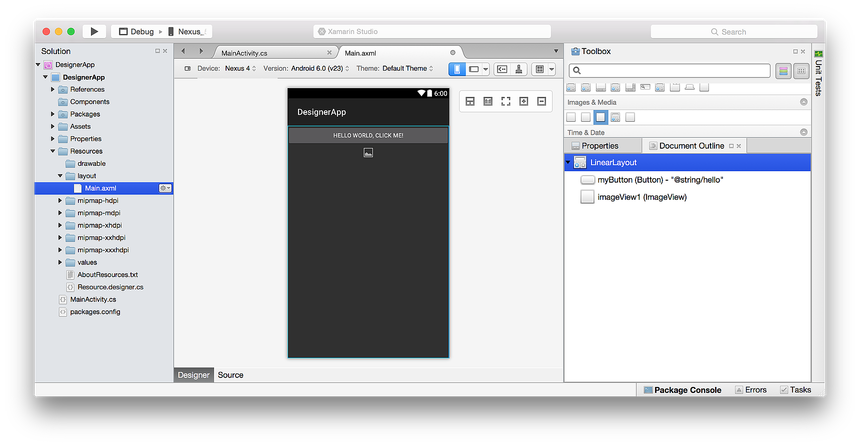 Debug
Nexus_
Xamarin Studio
Search
Solution
DesignerApp
DesignerApp
References
Components
Packages
Assets
Properties
Resources
drawable
layout
Main.axml
mipmap-hdpi
mipmap-mdpi
mipmap-xhdpi
mipmap-xxhdpi
mipmap-xxxhdpi
values
AboutResources.txt
Resource.designer.cs
MainActivity.cs
packages.config
MainActivity.cs
Main.axml
Device: Nexus 4 Version: Android 6.0 (v23) Theme: Default Theme
6:00
DesignerApp
HELLO WORLD, CLICK ME!
Designer Source
Toolbox
Images & Media
Time & Date
Properties
Document Outline
LinearLayout
myButton (Button) - "@string/hello"
imageView1 (ImageView)
Unit Tests
Package Console Errors Tasks